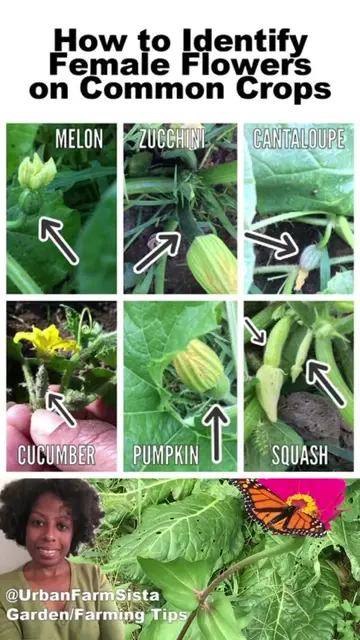 How to Identify
Female Flowers
on Common Crops
MELON
ZUCCHINI
CANTALOUPE
CUCUMBER
PUMPKIN
SQUASH
@UrbanFarmSista
Garden/Farming Tips